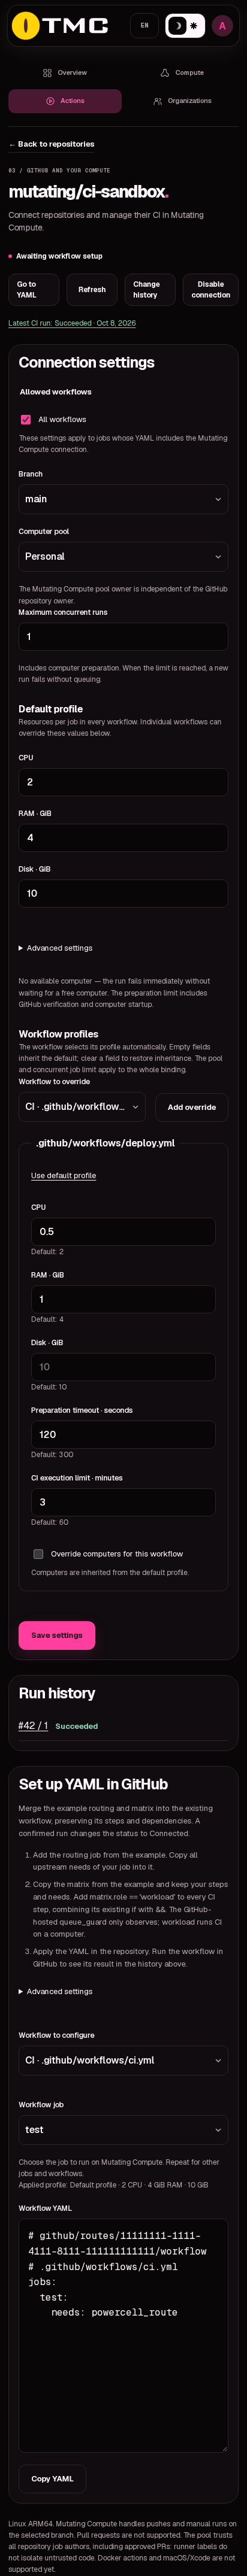 TMC
EN
A
Overview
Compute
Actions
Organizations
← Back to repositories
03 / GITHUB AND YOUR COMPUTE
mutating/ci-sandbox.
Connect repositories and manage their CI in Mutating
Compute.
Awaiting workflow setup
Go to
YAML
Refresh
Change
history
Disable
connection
Latest CI run: Succeeded · Oct 8, 2026
Connection settings
Allowed workflows
All workflows
These settings apply to jobs whose YAML includes the Mutating
Compute connection.
Branch
main
Computer pool
Personal
The Mutating Compute pool owner is independent of the GitHub
repository owner.
Maximum concurrent runs
1
Includes computer preparation. When the limit is reached, a new
run fails without queuing.
Default profile
Resources per job in every workflow. Individual workflows can
override these values below.
CPU
2
RAM · GiB
4
Disk · GiB
10
Advanced settings
No available computer — the run fails immediately without
waiting for a free computer. The preparation limit includes
GitHub verification and computer startup.
Workflow profiles
The workflow selects its profile automatically. Empty fields
inherit the default; clear a field to restore inheritance. The pool
and concurrent job limit apply to the whole binding.
Workflow to override
CI · .github/workflow...
Add override
.github/workflows/deploy.yml
Use default profile
CPU
0.5
Default: 2
RAM · GiB
1
Default: 4
Disk · GiB
10
Default: 10
Preparation timeout · seconds
120
Default: 300
CI execution limit · minutes
3
Default: 60
Override computers for this workflow
Computers are inherited from the default profile.
Save settings
Run history
#42 / 1 Succeeded
Set up YAML in GitHub
Merge the example routing and matrix into the existing
workflow, preserving its steps and dependencies. A
confirmed run changes the status to Connected.
1. Add the routing job from the example. Copy all
upstream needs of your job into it.
2. Copy the matrix from the example and keep your steps
and needs. Add matrix.role == 'workload' to every CI
step, combining its existing if with &&. The GitHub-
hosted queue_guard only observes; workload runs CI
on a computer.
3. Apply the YAML in the repository. Run the workflow in
GitHub to see its result in the history above.
Advanced settings
Workflow to configure
CI · .github/workflows/ci.yml
Workflow job
test
Choose the job to run on Mutating Compute. Repeat for other
jobs and workflows.
Applied profile: Default profile · 2 CPU · 4 GiB RAM · 10 GiB
Workflow YAML
# github/routes/11111111-1111-
4111-8111-111111111111/workflow
# .github/workflows/ci.yml
jobs:
test:
needs: powercell_route
Copy YAML
Linux ARM64. Mutating Compute handles pushes and manual runs on
the selected branch. Pull requests are not supported. The pool trusts
all repository job authors, including approved PRs: runner labels do
not isolate untrusted code. Docker actions and macOS/Xcode are not
supported yet.